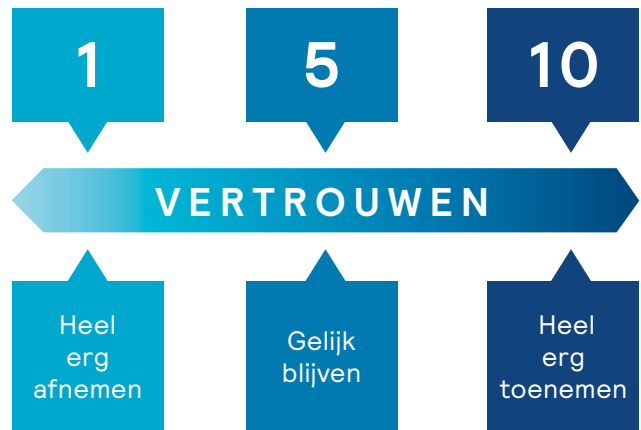 1
5
10
VERTROUWEN
Heel
erg
afnemen
Gelijk
blijven
Heel
erg
toenemen